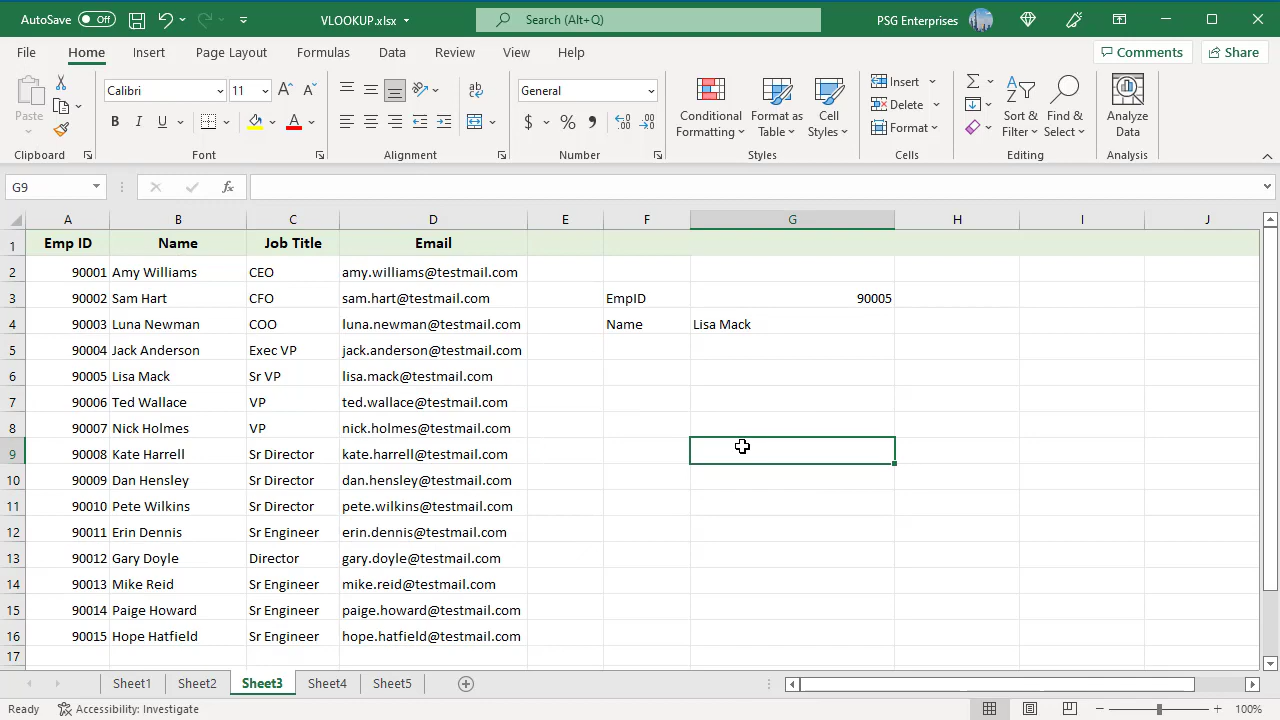 AutoSave Off VLOOKUP.xlsx Search (Alt+Q) PSG Enterprises
File Home Insert Page Layout Formulas Data Review View Help Comments Share
Paste Calibri 11 A^ Aˇ ab General Conditional Formatting Format as Table Cell Styles Insert Delete Format Sort & Filter Find & Select Analyze Data
B I U A $ % , .00
Clipboard Font Alignment Number Styles Cells Editing Analysis
G9 fx
A B C D E F G H I J
1 Emp ID Name Job Title Email
2 90001 Amy Williams CEO amy.williams@testmail.com
3 90002 Sam Hart CFO sam.hart@testmail.com EmpID 90005
4 90003 Luna Newman COO luna.newman@testmail.com Name Lisa Mack
5 90004 Jack Anderson Exec VP jack.anderson@testmail.com
6 90005 Lisa Mack Sr VP lisa.mack@testmail.com
7 90006 Ted Wallace VP ted.wallace@testmail.com
8 90007 Nick Holmes VP nick.holmes@testmail.com
9 90008 Kate Harrell Sr Director kate.harrell@testmail.com
10 90009 Dan Hensley Sr Director dan.hensley@testmail.com
11 90010 Pete Wilkins Sr Director pete.wilkins@testmail.com
12 90011 Erin Dennis Sr Engineer erin.dennis@testmail.com
13 90012 Gary Doyle Director gary.doyle@testmail.com
14 90013 Mike Reid Sr Engineer mike.reid@testmail.com
15 90014 Paige Howard Sr Engineer paige.howard@testmail.com
16 90015 Hope Hatfield Sr Engineer hope.hatfield@testmail.com
17
Sheet1 Sheet2 Sheet3 Sheet4 Sheet5
Ready Accessibility: Investigate 100%